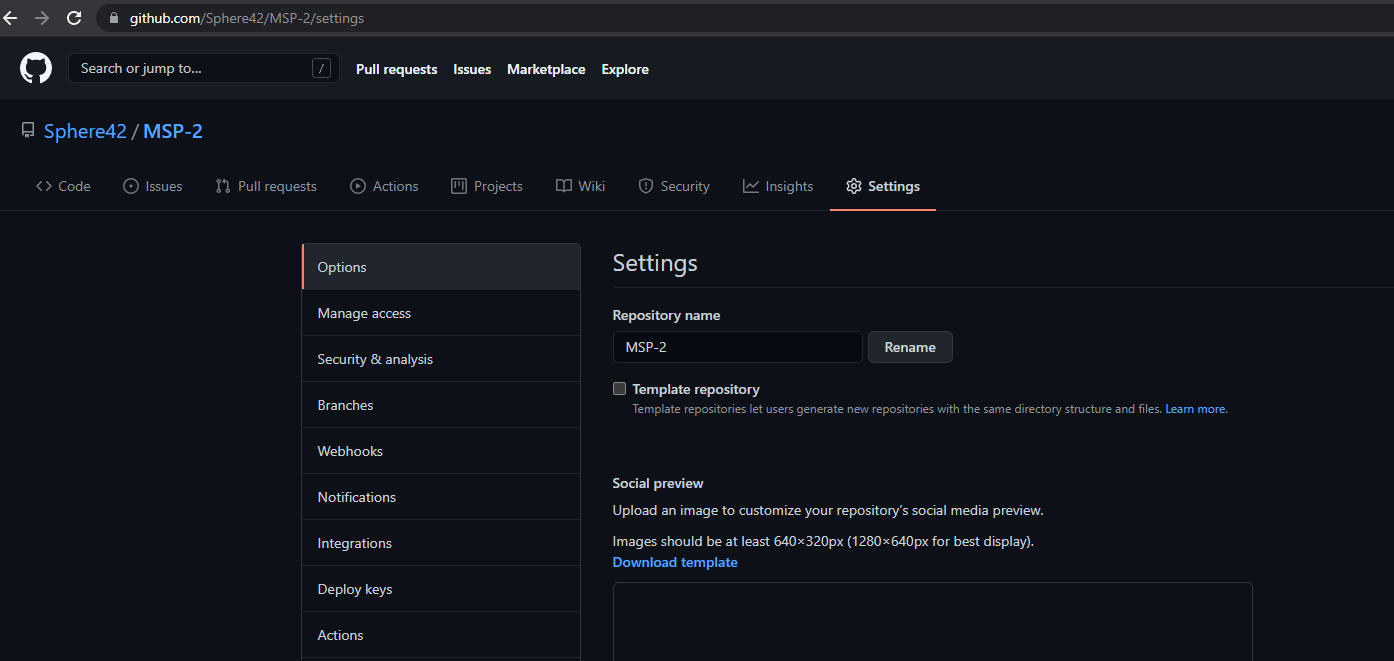 github.com/Sphere42/MSP-2/settings
Search or jump to... /
Pull requests Issues Marketplace Explore
Sphere42 / MSP-2
Code Issues Pull requests Actions Projects Wiki Security Insights Settings
Options
Manage access
Security & analysis
Branches
Webhooks
Notifications
Integrations
Deploy keys
Actions
Settings
Repository name
MSP-2 Rename
Template repository
Template repositories let users generate new repositories with the same directory structure and files. Learn more.
Social preview
Upload an image to customize your repository’s social media preview.
Images should be at least 640×320px (1280×640px for best display).
Download template